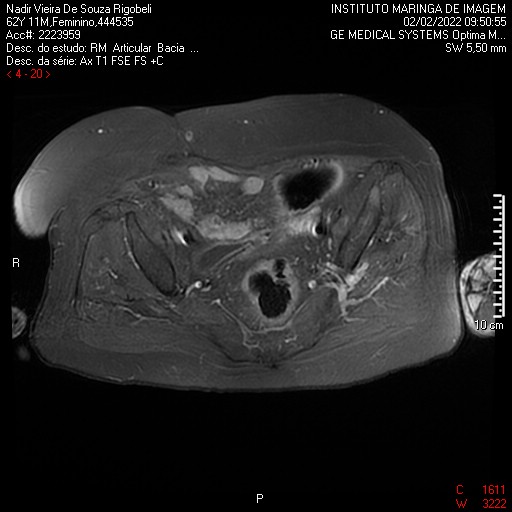 Nadir Vieira De Souza Rigobeli
62Y 11M,Feminino,444535
Acc#: 2223959
Desc. do estudo: RM Articular Bacia ...
Desc. da série: Ax T1 FSE FS +C
< 4 - 20 >
INSTITUTO MARINGA DE IMAGEM
02/02/2022 09:50:55
GE MEDICAL SYSTEMS Optima M...
SW 5,50 mm
R
10 cm
P
C 1611
W 3222